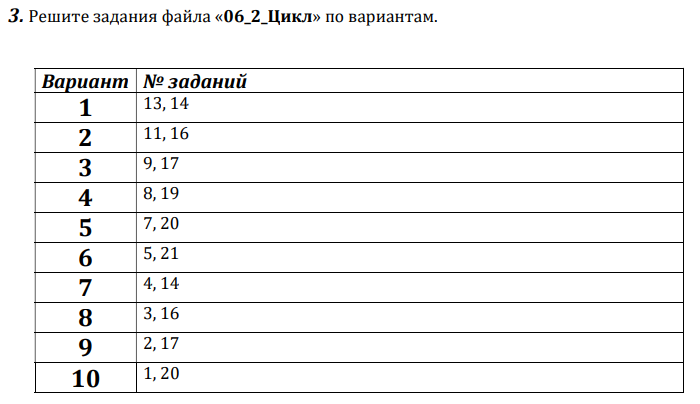 3. Решите задания файла «06_2_Цикл» по вариантам.
Вариант № заданий
1 13, 14
2 11, 16
3 9, 17
4 8, 19
5 7, 20
6 5, 21
7 4, 14
8 3, 16
9 2, 17
10 1, 20